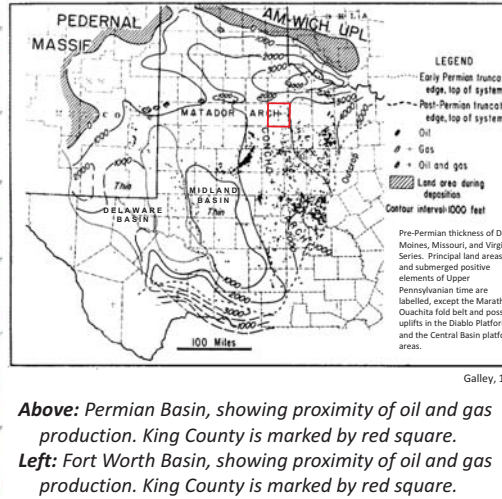 PEDERNAL
MASSIF
AM-WICH. UPL.
MATADOR ARCH
CONCHO
ARCH
MIDLAND
BASIN
Thin
Thin
DELAWARE
BASIN
Ouachita
1000
2000
3000
100 Miles
LEGEND
Early Permian trunca
edge, top of system
Post-Permian truncat
edge, top of system
Oil
Gas
Oil and gas
Land area during
deposition
Contour interval-1000 feet
Pre-Permian thickness of D
Moines, Missouri, and Virgi
Series. Principal land areas
and submerged positive
elements of Upper
Pennsylvanian time are
labelled, except the Marath
Ouachita fold belt and poss
uplifts in the Diablo Platfor
and the Central Basin platfo
areas.
Galley, 1
Above: Permian Basin, showing proximity of oil and gas
production. King County is marked by red square.
Left: Fort Worth Basin, showing proximity of oil and gas
production. King County is marked by red square.